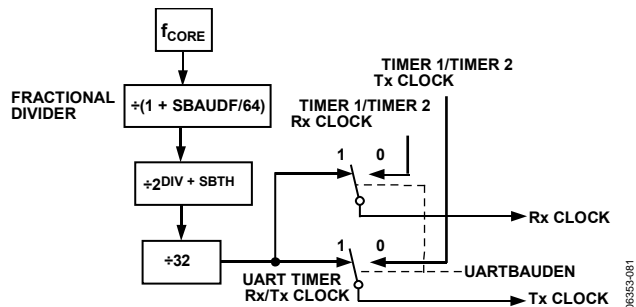 fCORE
TIMER 1/TIMER 2
Tx CLOCK
FRACTIONAL
DIVIDER
÷(1 + SBAUDF/64)
TIMER 1/TIMER 2
Rx CLOCK
1 0
÷2DIV + SBTH
Rx CLOCK
÷32
1 0
UART TIMER
Rx/Tx CLOCK
UARTBAUDEN
Tx CLOCK
06353-081